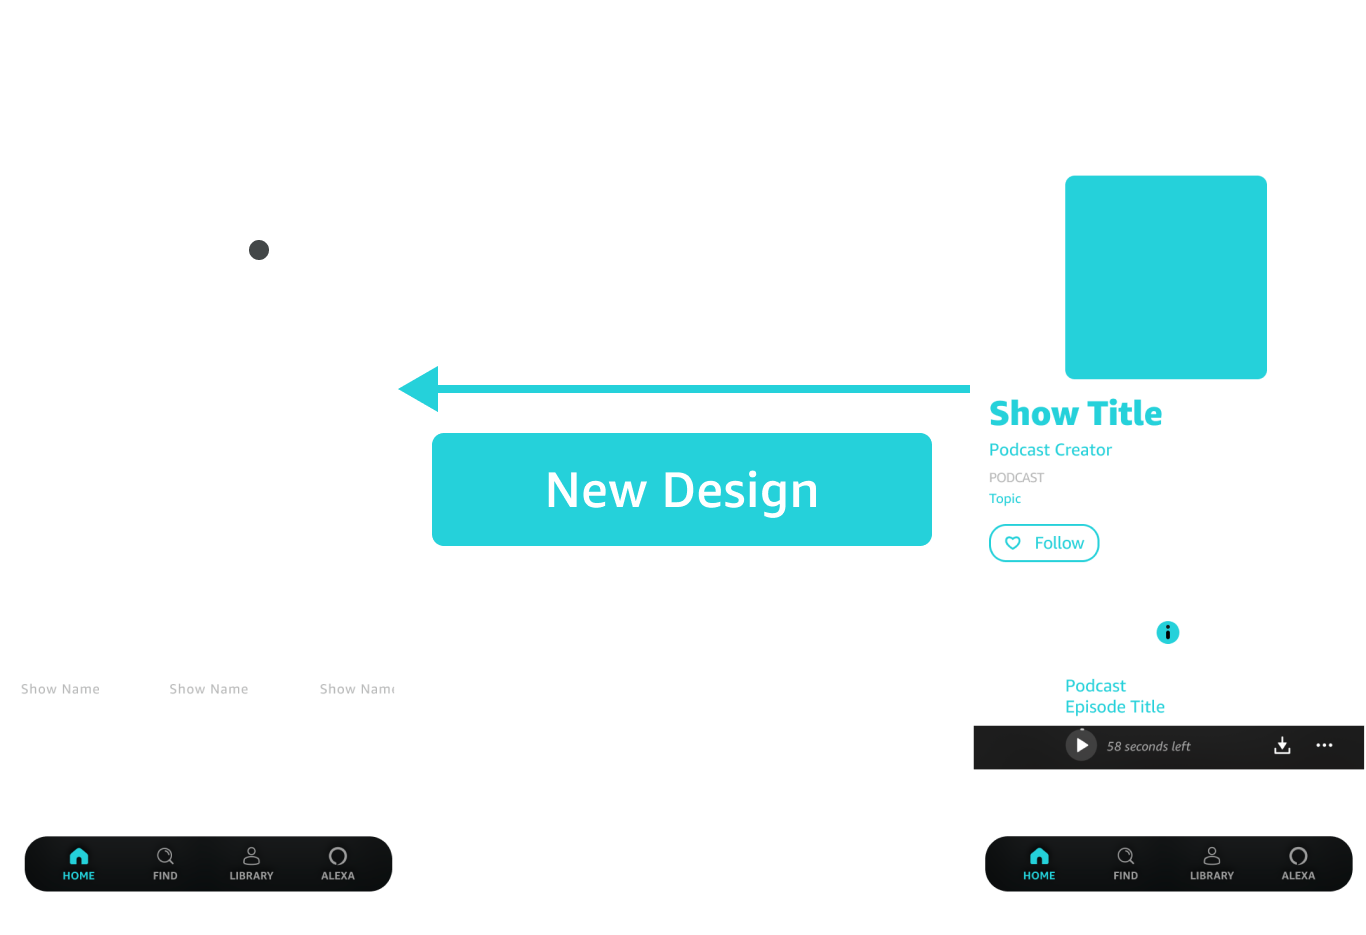 New Design
Show Title
Podcast Creator
PODCAST
Topic
Follow
Show Name
Show Name
Show Name
Podcast
Episode Title
58 seconds left
HOME
FIND
LIBRARY
ALEXA
HOME
FIND
LIBRARY
ALEXA